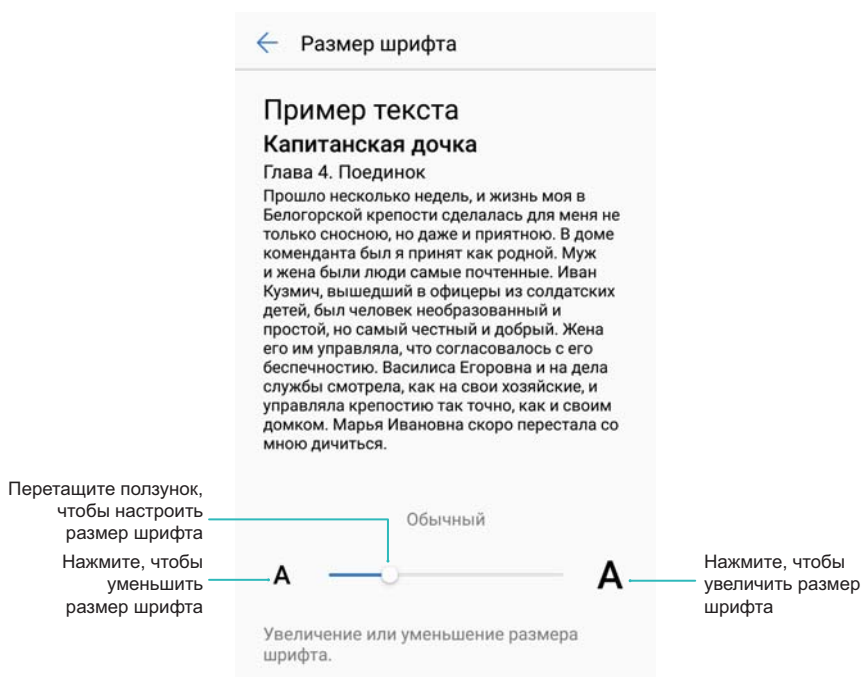 Размер шрифта
Пример текста
Капитанская дочка
Глава 4. Поединок
Прошло несколько недель, и жизнь моя в
Белогорской крепости сделалась для меня не
только сносною, но даже и приятною. В доме
коменданта был я принят как родной. Муж
и жена были люди самые почтенные. Иван
Кузмич, вышедший в офицеры из солдатских
детей, был человек необразованный и
простой, но самый честный и добрый. Жена
его им управляла, что согласовалось с его
беспечностию. Василиса Егоровна и на дела
службы смотрела, как на свои хозяйские, и
управляла крепостию так точно, как и своим
домком. Марья Ивановна скоро перестала со
мною дичиться.
Перетащите ползунок,
чтобы настроить
размер шрифта
Обычный
Нажмите, чтобы
уменьшить
размер шрифта
A
A
Нажмите, чтобы
увеличить размер
шрифта
Увеличение или уменьшение размера
шрифта.